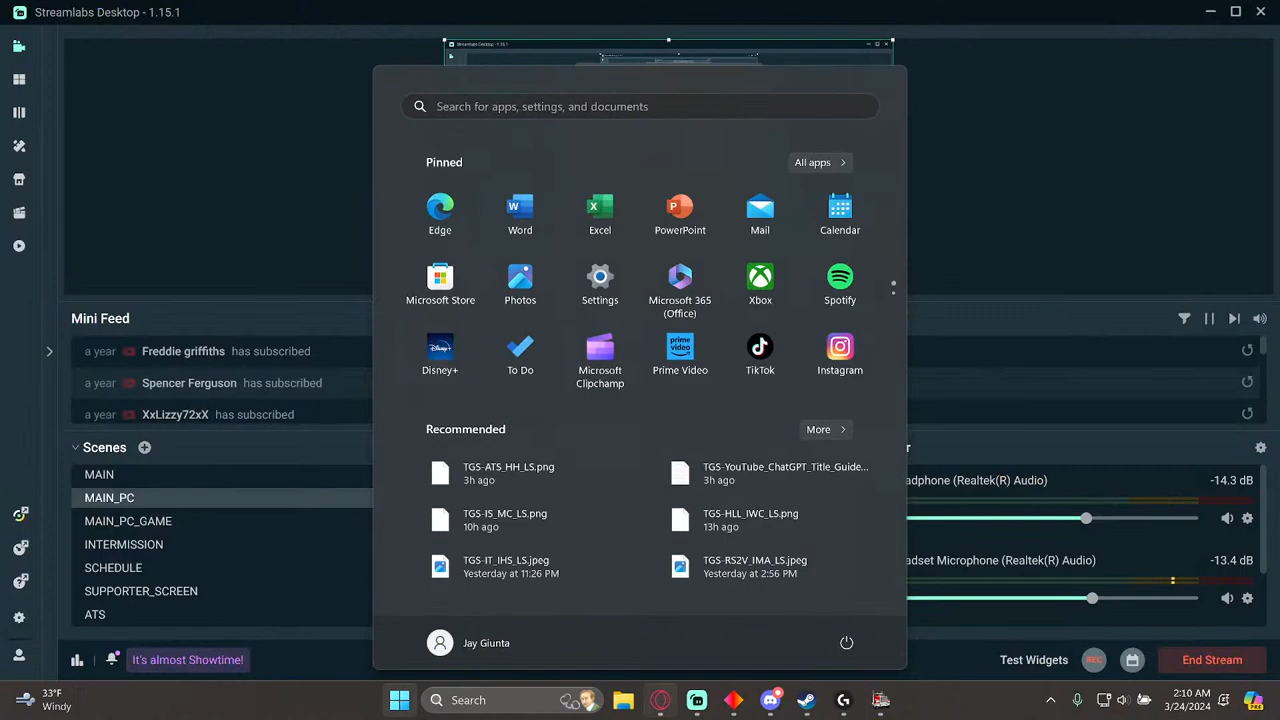 Streamlabs Desktop - 1.15.1
Search for apps, settings, and documents
Pinned
All apps
Edge
Word
Excel
PowerPoint
Mail
Calendar
Microsoft Store
Photos
Settings
Microsoft 365
(Office)
Xbox
Spotify
Disney+
To Do
Microsoft
Clipchamp
prime video
Prime Video
TikTok
Instagram
Recommended
More
TGS-ATS_HH_LS.png
3h ago
TGS-YouTube_ChatGPT_Title_Guide...
3h ago
TGS-IS_MC_LS.png
10h ago
TGS-HLL_IWC_LS.png
13h ago
TGS-IT_IHS_LS.jpeg
Yesterday at 11:26 PM
TGS-RS2V_IMA_LS.jpeg
Yesterday at 2:56 PM
Jay Giunta
Mini Feed
a year Freddie griffiths has subscribed
a year Spencer Ferguson has subscribed
a year XxLizzy72xX has subscribed
Scenes
MAIN
MAIN_PC
MAIN_PC_GAME
INTERMISSION
SCHEDULE
SUPPORTER_SCREEN
ATS
adphone (Realtek(R) Audio)
-14.3 dB
adset Microphone (Realtek(R) Audio)
-13.4 dB
It's almost Showtime!
Test Widgets
REC
End Stream
33°F
Windy
Search
2:10 AM
3/24/2024